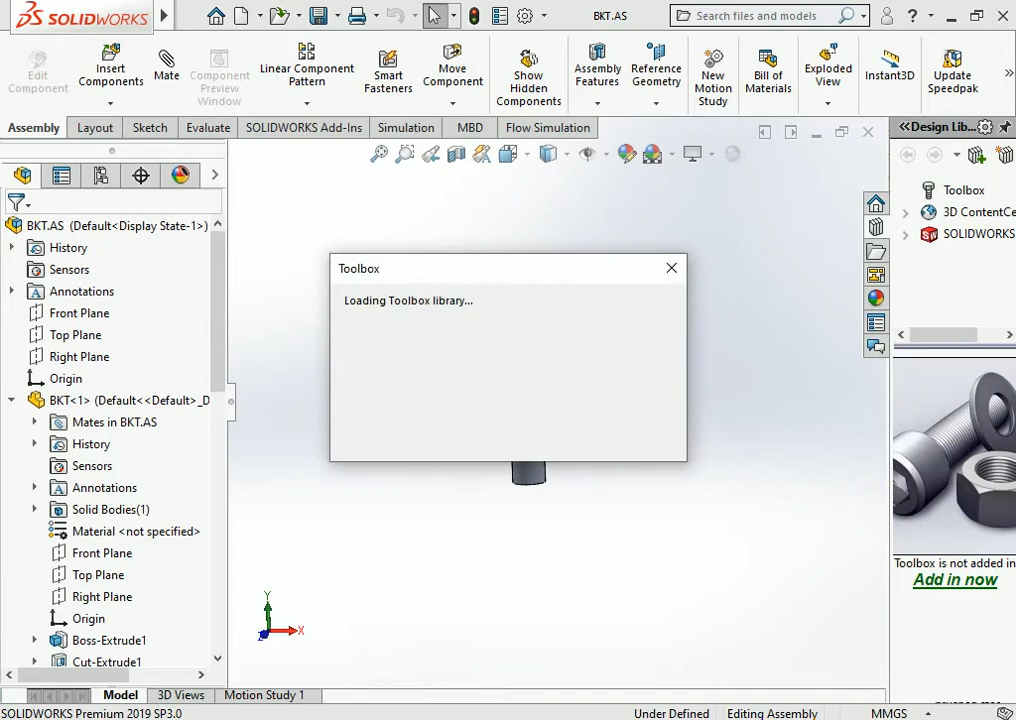 SOLIDWORKS
BKT.AS
Search files and models
?
Edit Component
Insert Components
Mate
Component Preview Window
Linear Component Pattern
Smart Fasteners
Move Component
Show Hidden Components
Assembly Features
Reference Geometry
New Motion Study
Bill of Materials
Exploded View
Instant3D
Update Speedpak
Assembly
Layout
Sketch
Evaluate
SOLIDWORKS Add-Ins
Simulation
MBD
Flow Simulation
Design Lib...
BKT.AS (Default<Display State-1>)
History
Sensors
Annotations
Front Plane
Top Plane
Right Plane
Origin
BKT<1> (Default<<Default>_D
Mates in BKT.AS
History
Sensors
Annotations
Solid Bodies(1)
Material <not specified>
Front Plane
Top Plane
Right Plane
Origin
Boss-Extrude1
Cut-Extrude1
Toolbox
Loading Toolbox library...
Y
X
Z
Toolbox
3D ContentCe
SOLIDWORKS
Toolbox is not added in
Add in now
Model
3D Views
Motion Study 1
SOLIDWORKS Premium 2019 SP3.0
Under Defined
Editing Assembly
MMGS